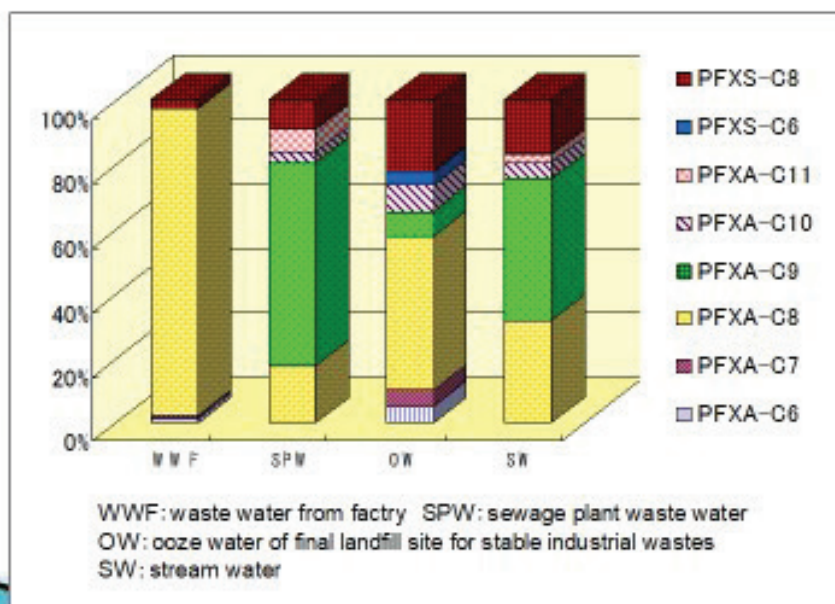 100%
80%
60%
40%
20%
0%
WWF SPW OW SW
PFXS-C8
PFXS-C6
PFXA-C11
PFXA-C10
PFXA-C9
PFXA-C8
PFXA-C7
PFXA-C6
WWF: waste water from factry SPW: sewage plant waste water
OW: ooze water of final landfill site for stable industrial wastes
SW: stream water